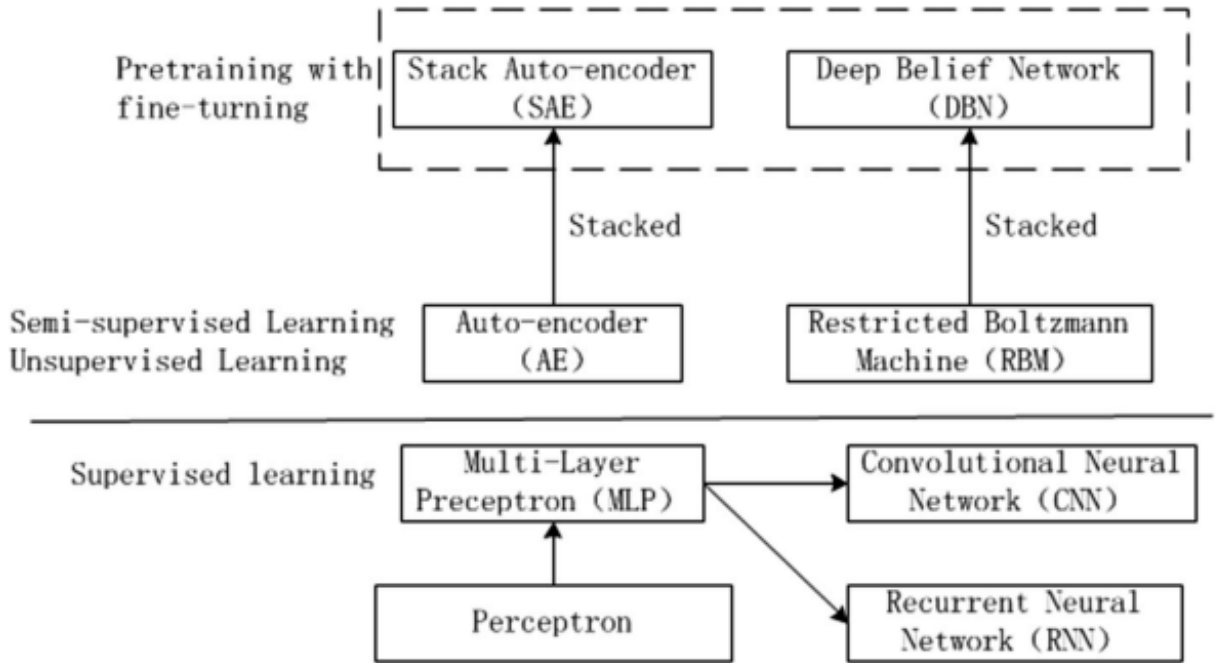 Pretraining with
fine-turning
Stack Auto-encoder
(SAE)
Deep Belief Network
(DBN)
Stacked
Stacked
Semi-supervised Learning
Unsupervised Learning
Auto-encoder
(AE)
Restricted Boltzmann
Machine (RBM)
Supervised learning
Multi-Layer
Preceptron (MLP)
Convolutional Neural
Network (CNN)
Perceptron
Recurrent Neural
Network (RNN)